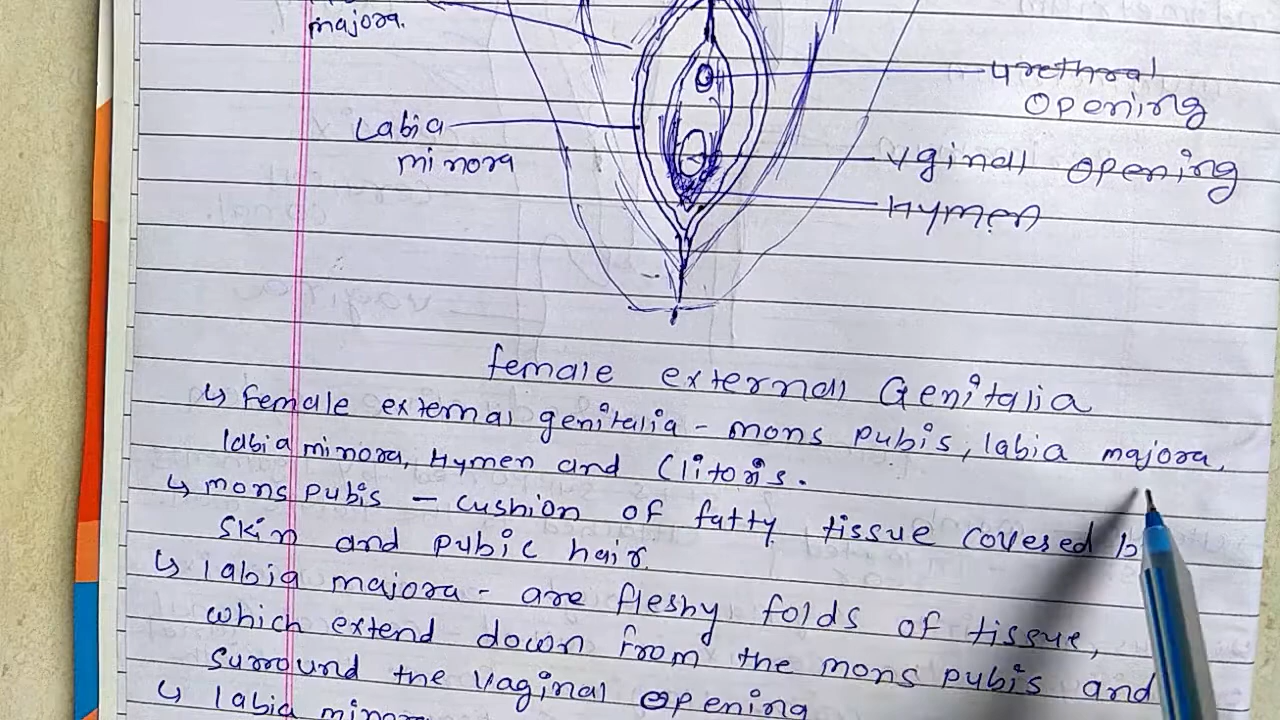 majora.
urethral
opening
Labia
minora
vginal opening
Hymen
female external Genitalia
↳ female external genitalia - mons pubis, labia majora,
labia minora, Hymen and Clitoris.
↳ mons pubis - cushion of fatty tissue covered b
skin and pubic hair.
↳ labia majora - are fleshy folds of tissue,
which extend down from the mons pubis and
surround the vaginal opening
↳ labia minora